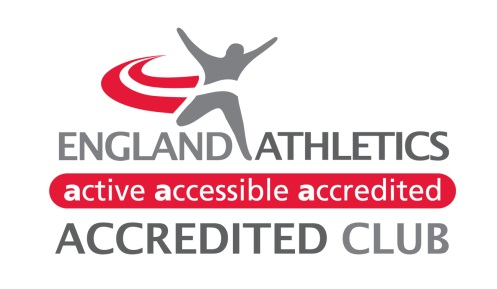 ENGLAND ATHLETICS
active accessible accredited
ACCREDITED CLUB